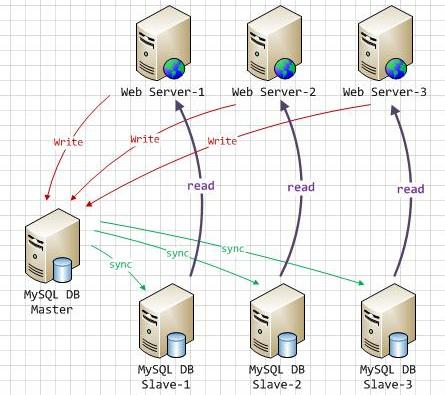 Web Server-1
Web Server-2
Web Server-3
Write
Write
Write
read
read
read
sync
sync
sync
MySQL DB
Master
MySQL DB
Slave-1
MySQL DB
Slave-2
MySQL DB
Slave-3